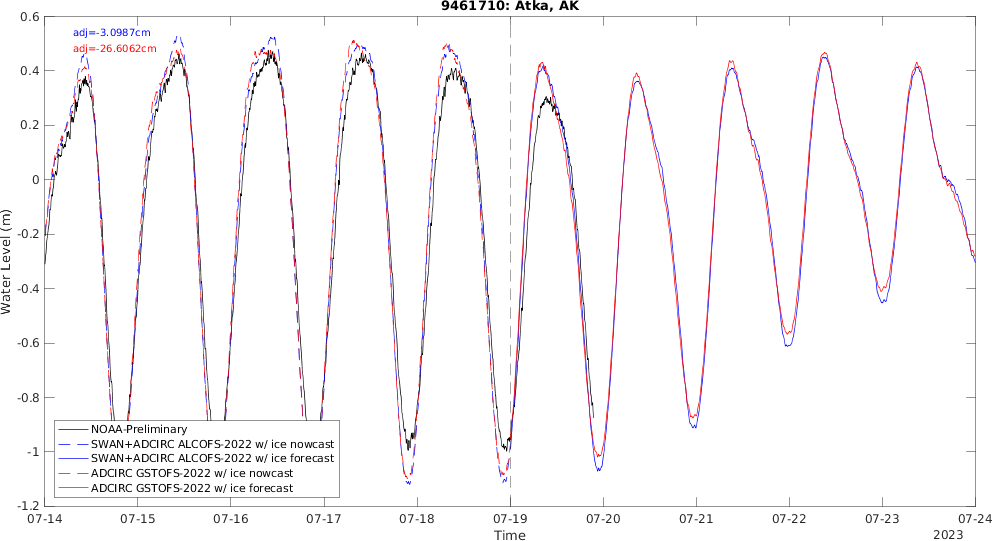 9461710: Atka, AK
adj=-3.0987cm
adj=-26.6062cm
0.6
0.4
0.2
0
-0.2
-0.4
-0.6
-0.8
-1
-1.2
Water Level (m)
NOAA-Preliminary
SWAN+ADCIRC ALCOFS-2022 w/ ice nowcast
SWAN+ADCIRC ALCOFS-2022 w/ ice forecast
ADCIRC GSTOFS-2022 w/ ice nowcast
ADCIRC GSTOFS-2022 w/ ice forecast
07-14 07-15 07-16 07-17 07-18 07-19 07-20 07-21 07-22 07-23 07-24
Time
2023